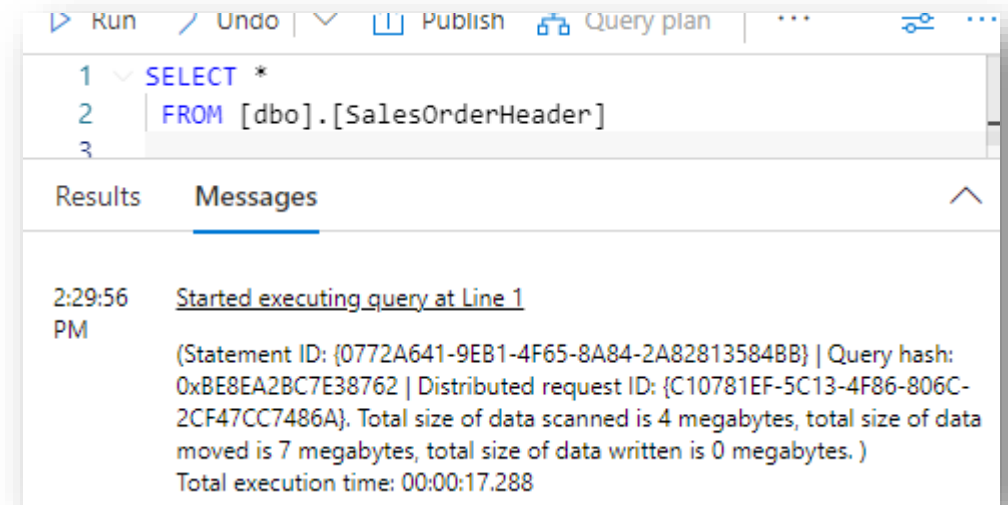 Run Undo Publish Query plan ...  ...
1 SELECT *
2 FROM [dbo].[SalesOrderHeader]
3
Results Messages
2:29:56 Started executing query at Line 1
PM
(Statement ID: {0772A641-9EB1-4F65-8A84-2A82813584BB} | Query hash:
0xBE8EA2BC7E38762 | Distributed request ID: {C10781EF-5C13-4F86-806C-
2CF47CC7486A}. Total size of data scanned is 4 megabytes, total size of data
moved is 7 megabytes, total size of data written is 0 megabytes. )
Total execution time: 00:00:17.288